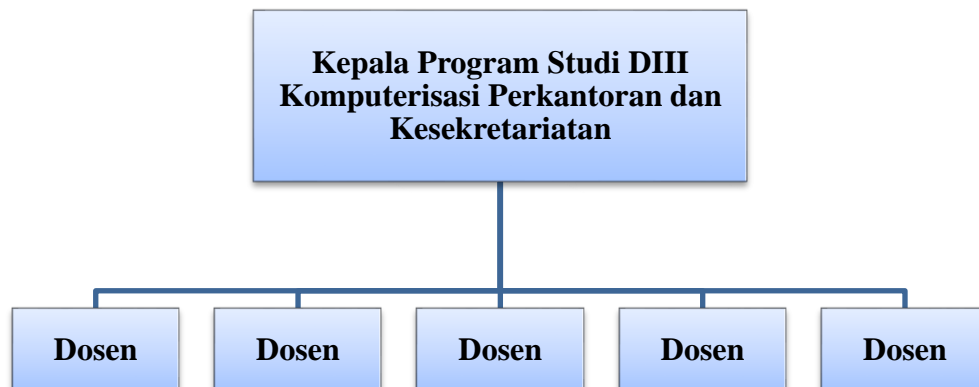 Kepala Program Studi DIII
Komputerisasi Perkantoran dan
Kesekretariatan
Dosen
Dosen
Dosen
Dosen
Dosen